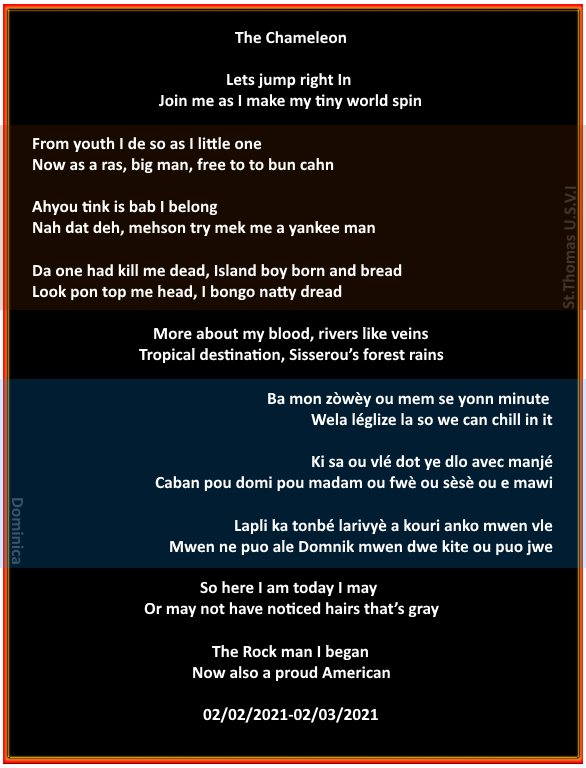 The Chameleon
Lets jump right In
Join me as I make my tiny world spin
From youth I de so as I little one
Now as a ras, big man, free to to bun cahn
Ahyou tink is bab I belong
Nah dat deh, mehson try mek me a yankee man
Da one had kill me dead, Island boy born and bread
Look pon top me head, I bongo natty dread
St.Thomas U.S.V.I
More about my blood, rivers like veins
Tropical destination, Sisserou’s forest rains
Ba mon zòwèy ou mem se yonn minute
Wela léglize la so we can chill in it
Ki sa ou vlé dot ye dlo avec manjé
Caban pou domi pou madam ou fwè ou sèsè ou e mawi
Lapli ka tonbé larivyè a kouri anko mwen vle
Mwen ne puo ale Domnik mwen dwe kite ou puo jwe
Dominica
So here I am today I may
Or may not have noticed hairs that’s gray
The Rock man I began
Now also a proud American
02/02/2021-02/03/2021